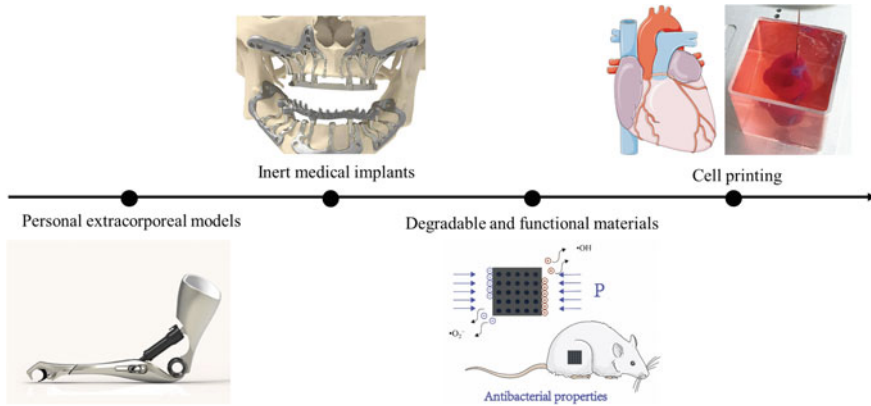 Inert medical implants
Cell printing
Personal extracorporeal models
Degradable and functional materials
•OH
P
•O₂⁻
Antibacterial properties